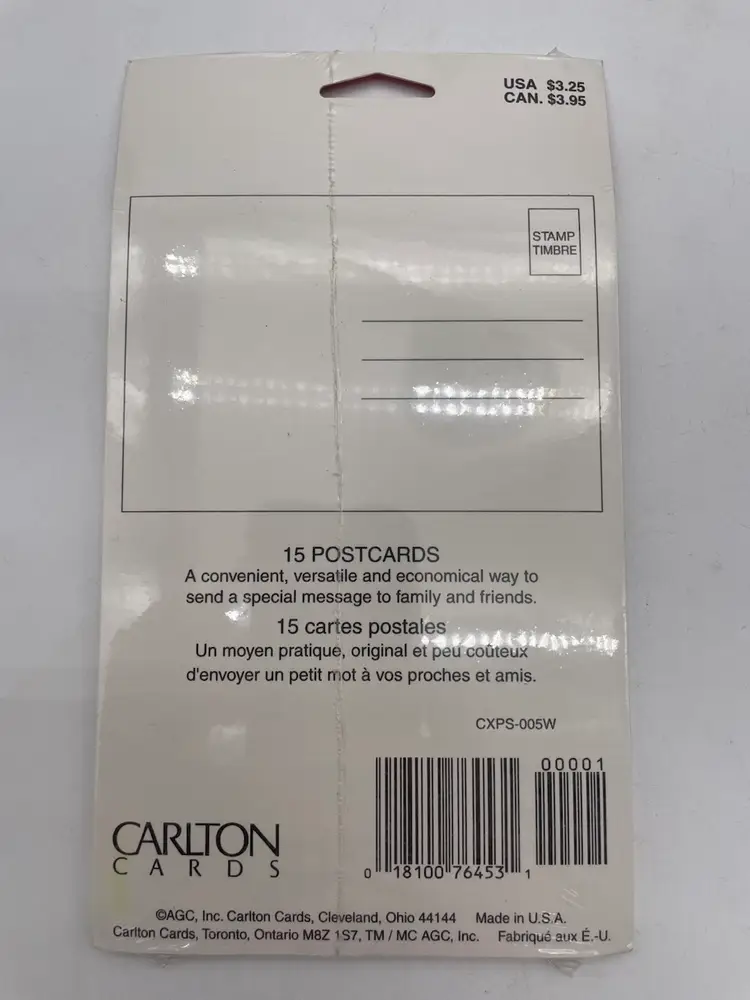 USA $3.25
CAN. $3.95
STAMP
TIMBRE
15 POSTCARDS
A convenient, versatile and economical way to
send a special message to family and friends.
15 cartes postales
Un moyen pratique, original et peu coûteux
d'envoyer un petit mot à vos proches et amis.
CXPS-005W
00001
0 18100 76453 1
CARLTON
CARDS
©AGC, Inc. Carlton Cards, Cleveland, Ohio 44144 Made in U.S.A.
Carlton Cards, Toronto, Ontario M8Z 1S7, TM / MC AGC, Inc. Fabriqué aux É.-U.